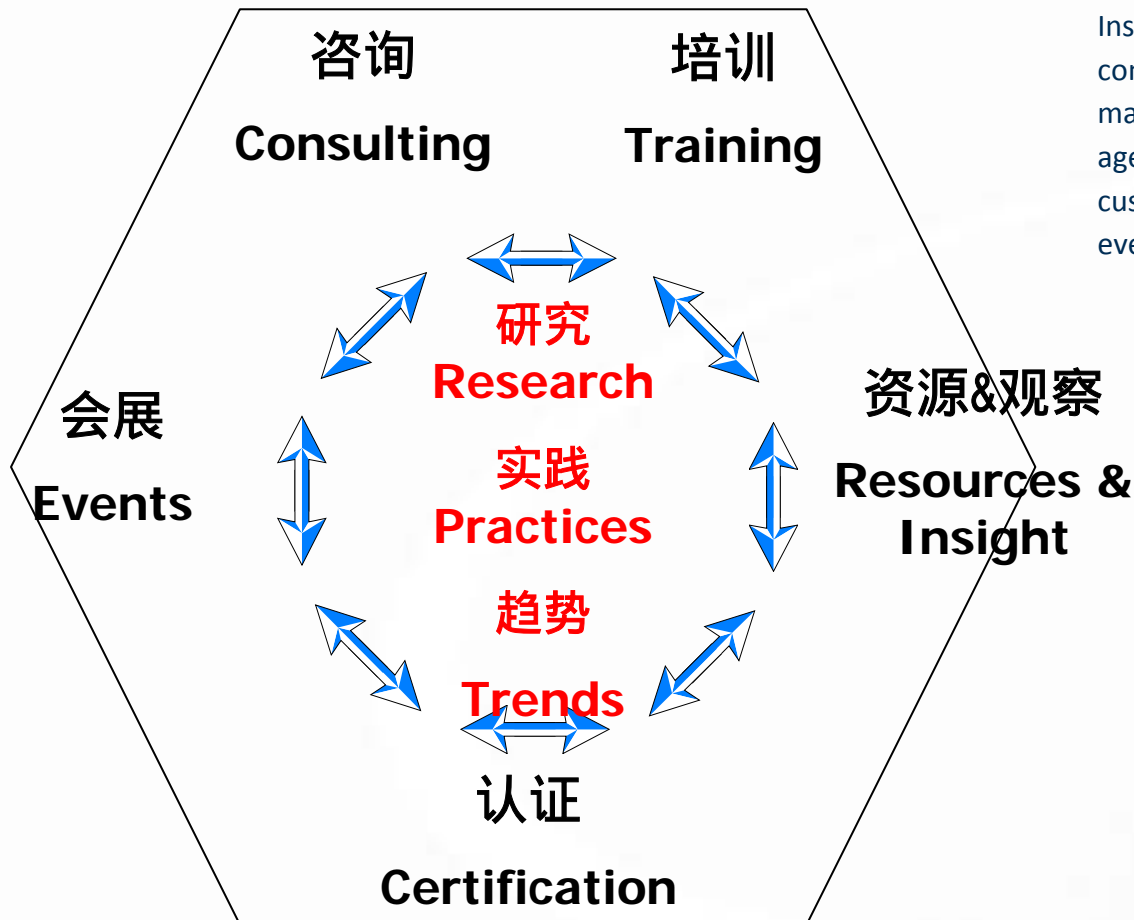 咨询
Consulting
培训
Training
研究
Research
实践
Practices
趋势
Trends
会展
Events
资源&观察
Resources &
Insight
认证
Certification